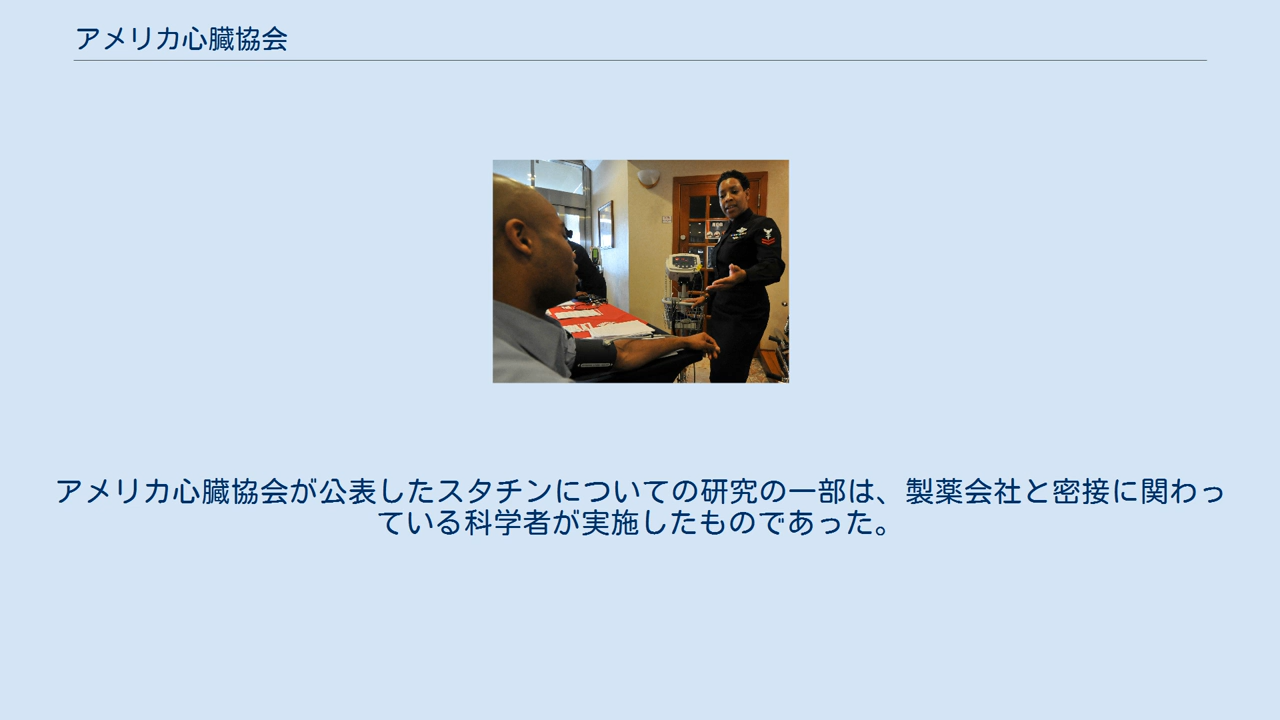 アメリカ心臓協会
アメリカ心臓協会が公表したスタチンについての研究の一部は、製薬会社と密接に関わっ
ている科学者が実施したものであった。